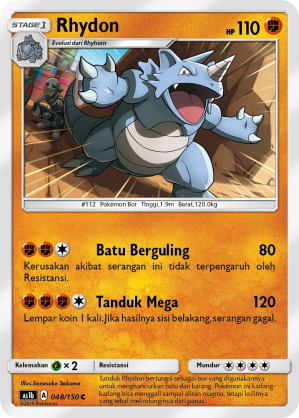 STAGE 1
Rhydon
HP 110
Evolusi dari Rhyhorn
#112 Pokémon Bor Tinggi,1.9m Berat,120.0kg
Batu Berguling 80
Kerusakan akibat serangan ini tidak terpengaruh oleh
Resistansi.
Tanduk Mega 120
Lempar koin 1 kali.Jika hasilnya sisi belakang,serangan gagal.
Kelemahan ×2 Resistansi Mundur
Illus.Sanosuke Sakuma
as1b A 048/150 C
©2019 Pokémon
Tanduk Rhydon berfungsi sebagai bor yang digunakannya
untuk menghancurkan batu dan karang. Pokémon ini kadang-
kadang bisa menggali saluran aliran magma, tetapi kulitnya
yang tebal melindunginya dari panas.